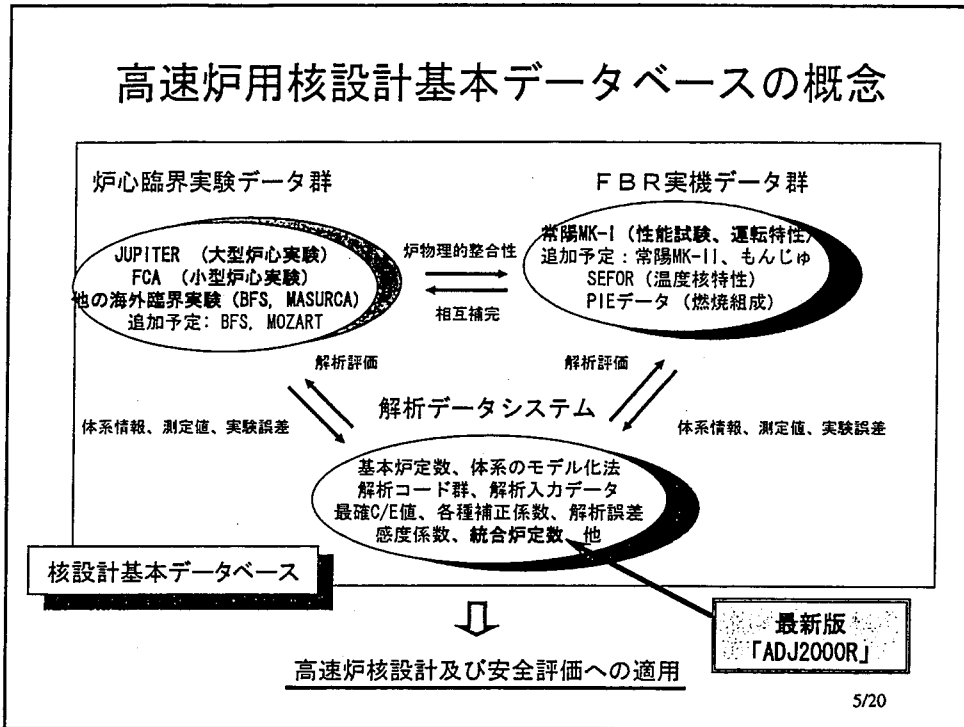 高速炉用核設計基本データベースの概念
炉心臨界実験データ群
FBR実機データ群
JUPITER (大型炉心実験)
FCA (小型炉心実験)
他の海外臨界実験 (BFS, MASURCA)
追加予定: BFS, MOZART
炉物理的整合性
相互補完
常陽MK-I (性能試験、運転特性)
追加予定:常陽MK-II、もんじゅ
SEFOR (温度核特性)
PIEデータ (燃焼組成)
解析評価
解析評価
体系情報、測定値、実験誤差
体系情報、測定値、実験誤差
解析データシステム
基本炉定数、体系のモデル化法
解析コード群、解析入力データ
最確C/E値、各種補正係数、解析誤差
感度係数、統合炉定数、他
核設計基本データベース
最新版
「ADJ2000R」
高速炉核設計及び安全評価への適用
5/20